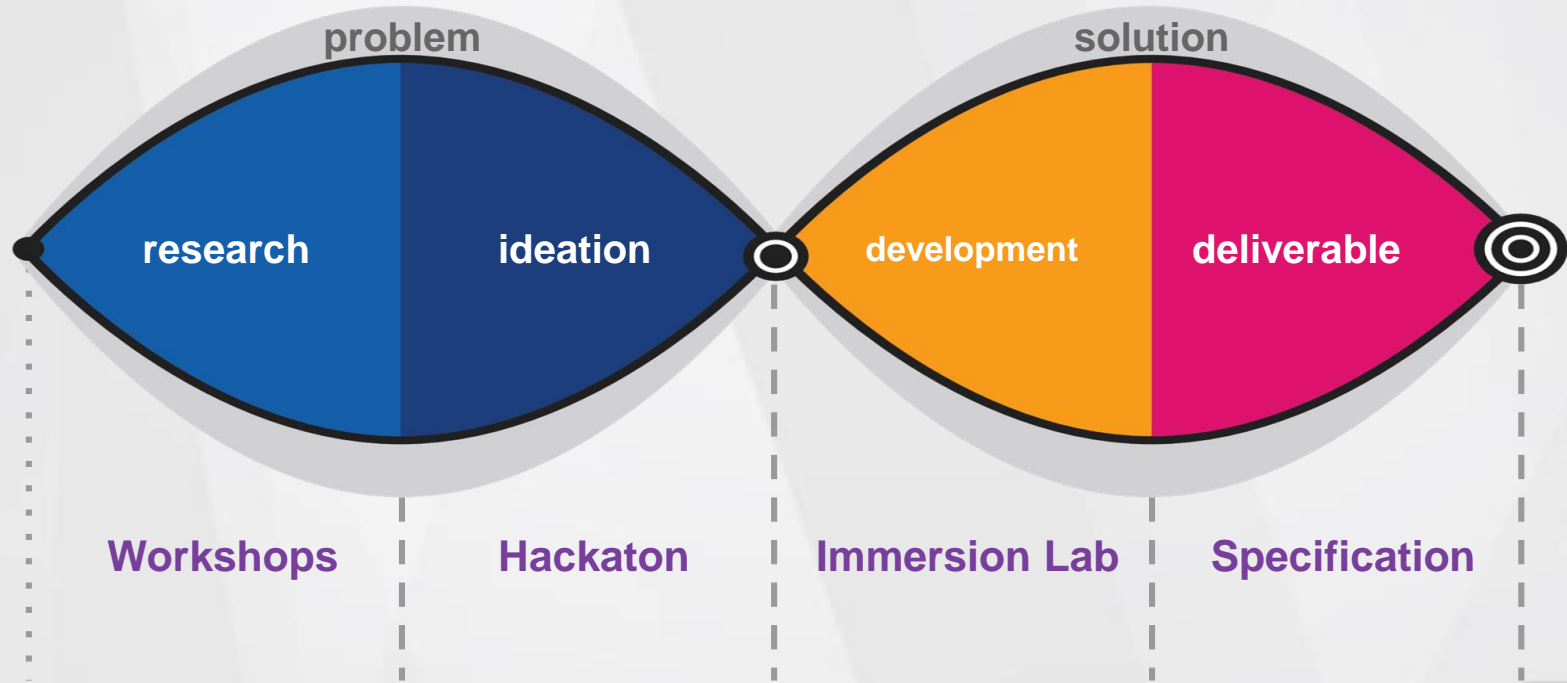 problem
solution
research
ideation
development
deliverable
Workshops
Hackaton
Immersion Lab
Specification